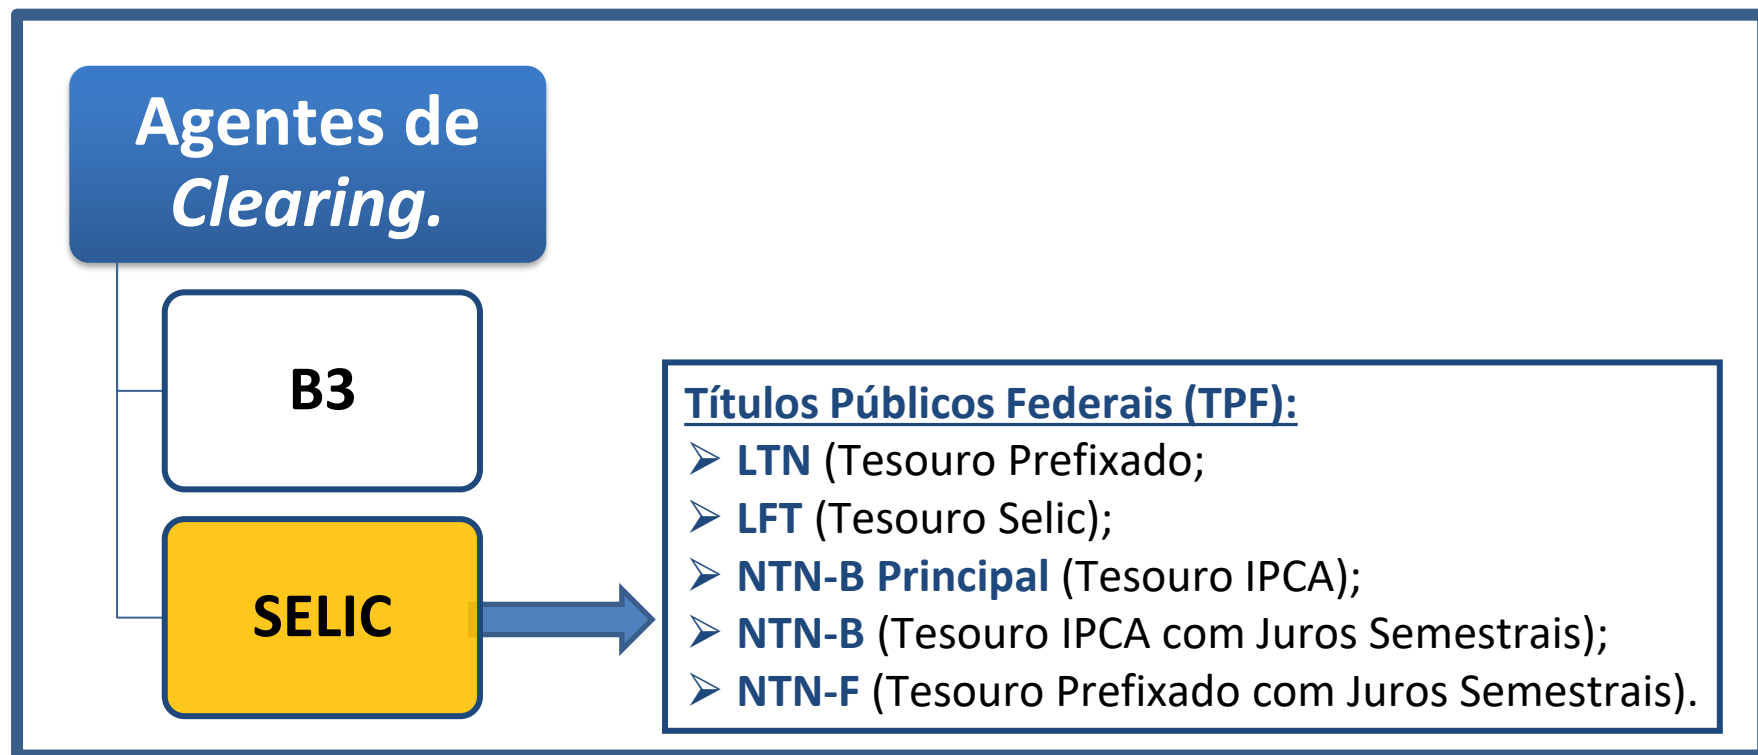 Agentes de
Clearing.
B3
SELIC
Títulos Públicos Federais (TPF):
➢ LTN (Tesouro Prefixado;
➢ LFT (Tesouro Selic);
➢ NTN-B Principal (Tesouro IPCA);
➢ NTN-B (Tesouro IPCA com Juros Semestrais);
➢ NTN-F (Tesouro Prefixado com Juros Semestrais).